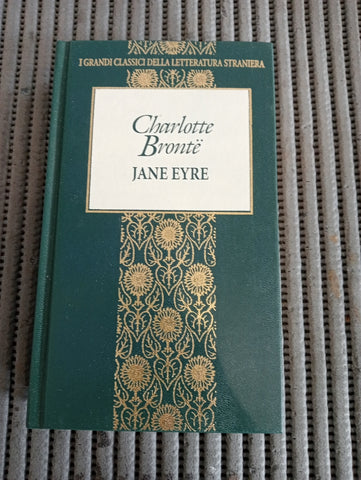 I GRANDI CLASSICI DELLA LETTERATURA STRANIERA
Charlotte
Brontë
JANE EYRE